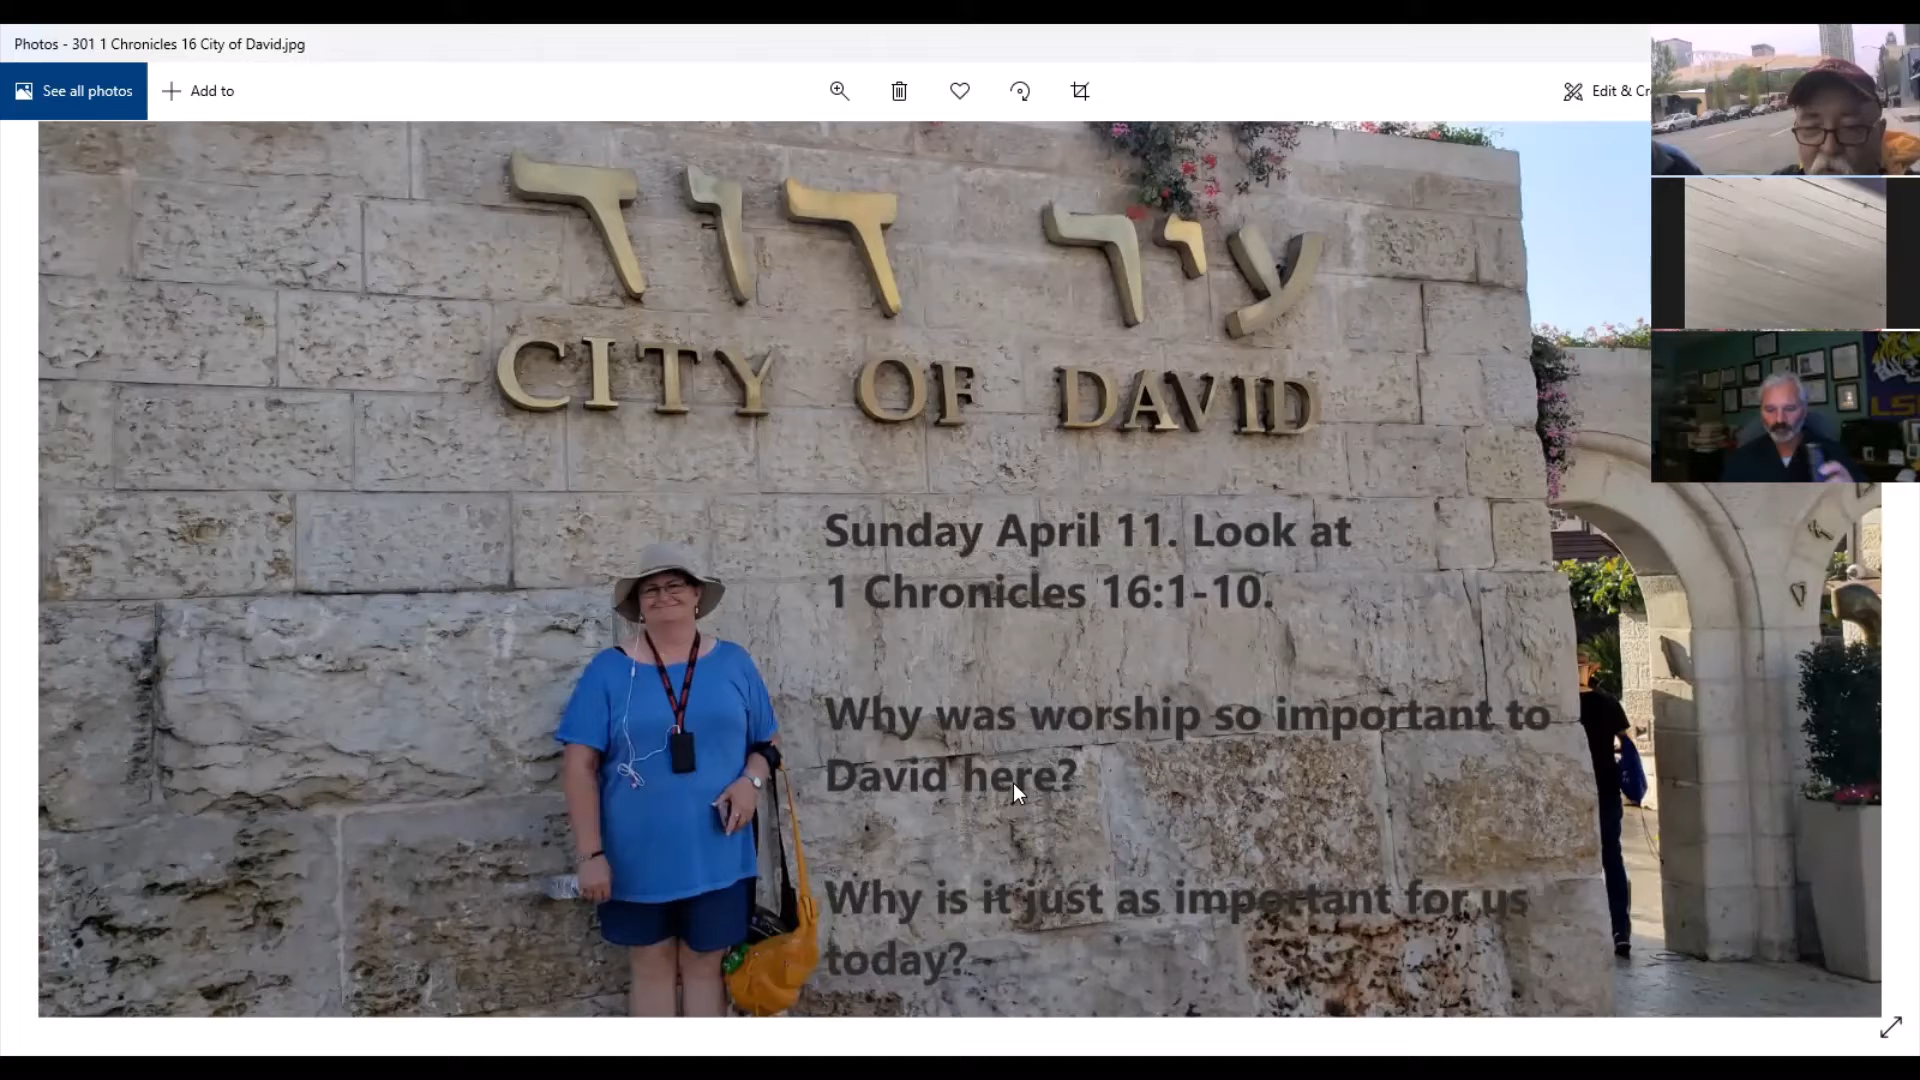 Photos - 301 1 Chronicles 16 City of David.jpg
See all photos
Add to
Edit & Cr
עיר דוד
CITY OF DAVID
LS
Sunday April 11. Look at
1 Chronicles 16:1-10.
Why was worship so important to
David here?
Why is it just as important for us
today?